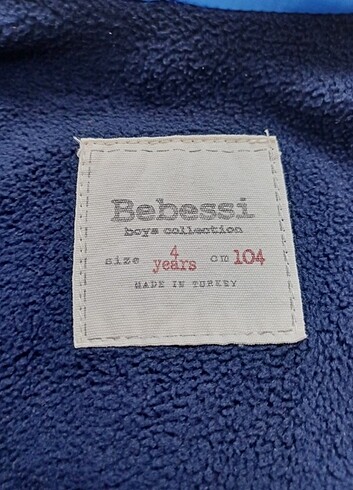 Bebessi
boys collection
size 4 years cm 104
MADE IN TURKEY